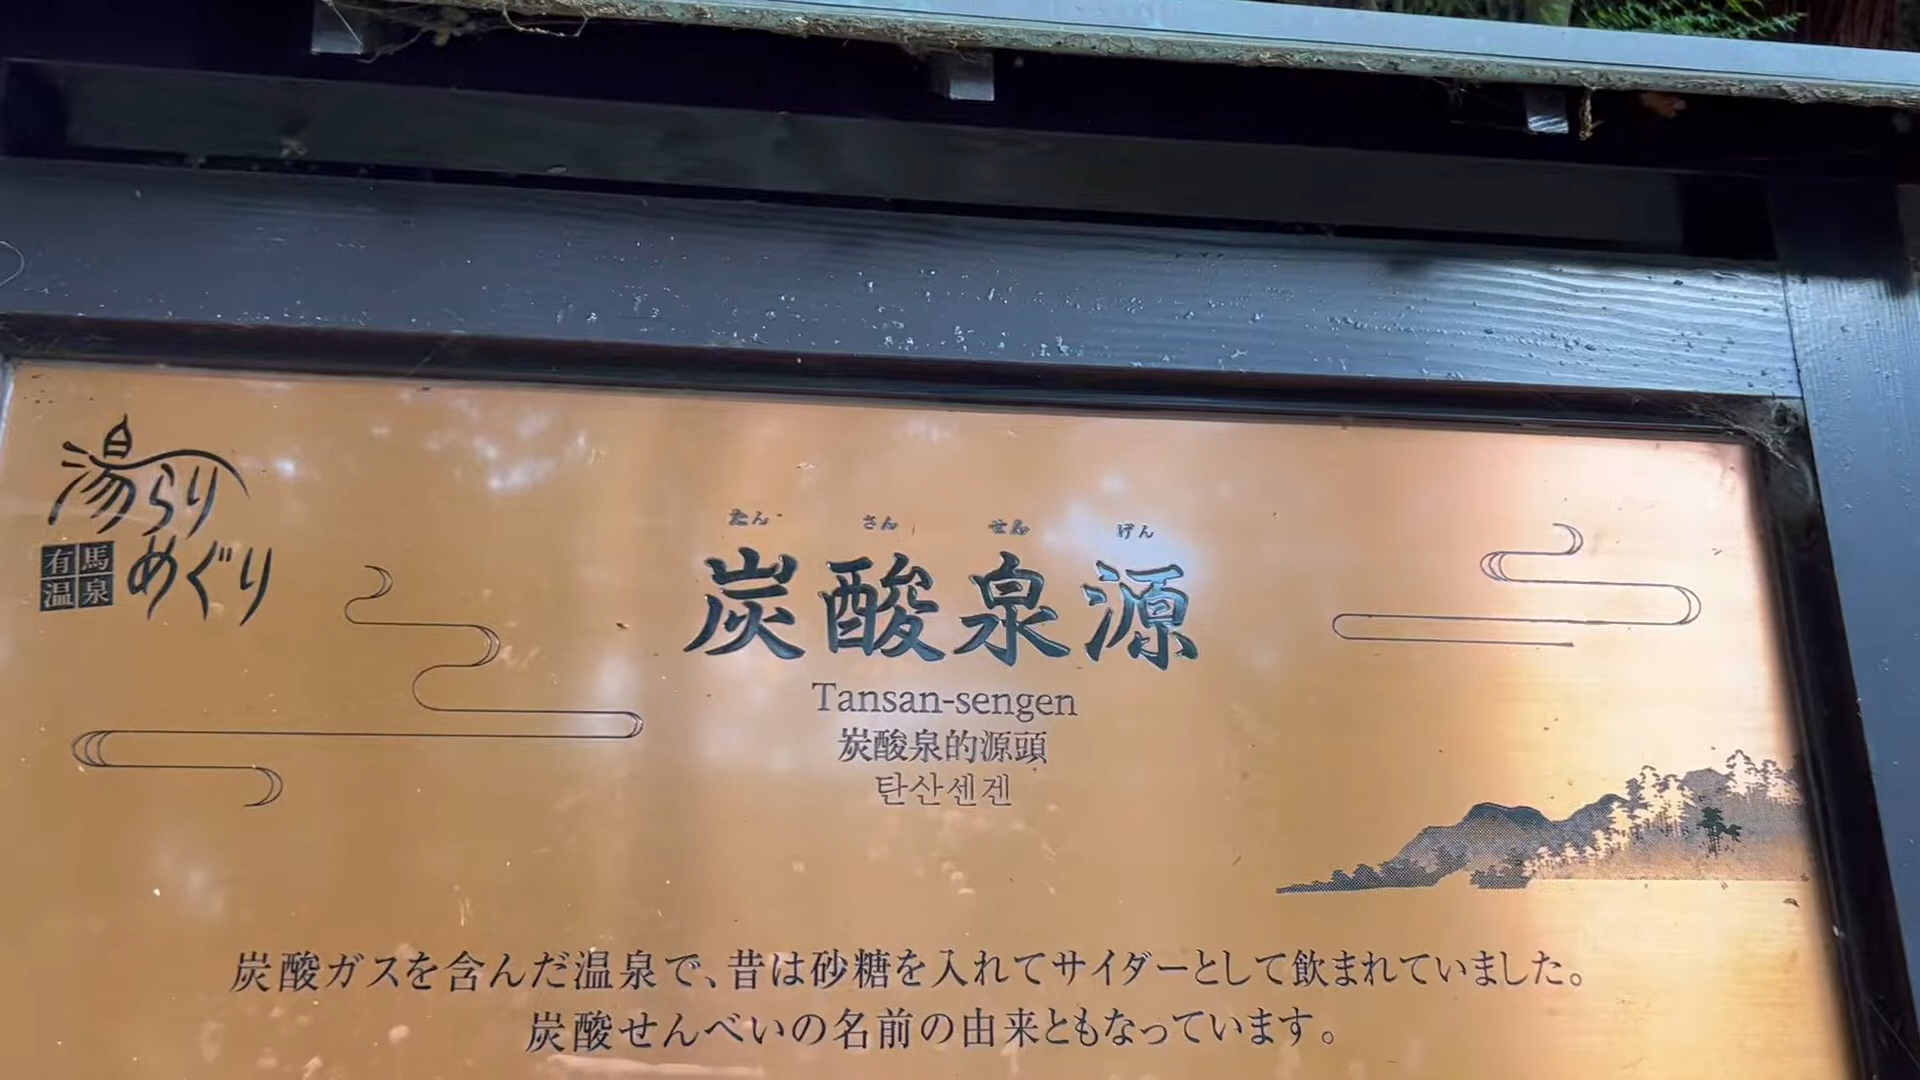 湯らり
めぐり
有馬
温泉
たん さん せん げん
炭酸泉源
Tansan-sengen
炭酸泉的源頭
탄산센겐
炭酸ガスを含んだ温泉で、昔は砂糖を入れてサイダーとして飲まれていました。
炭酸せんべいの名前の由来ともなっています。